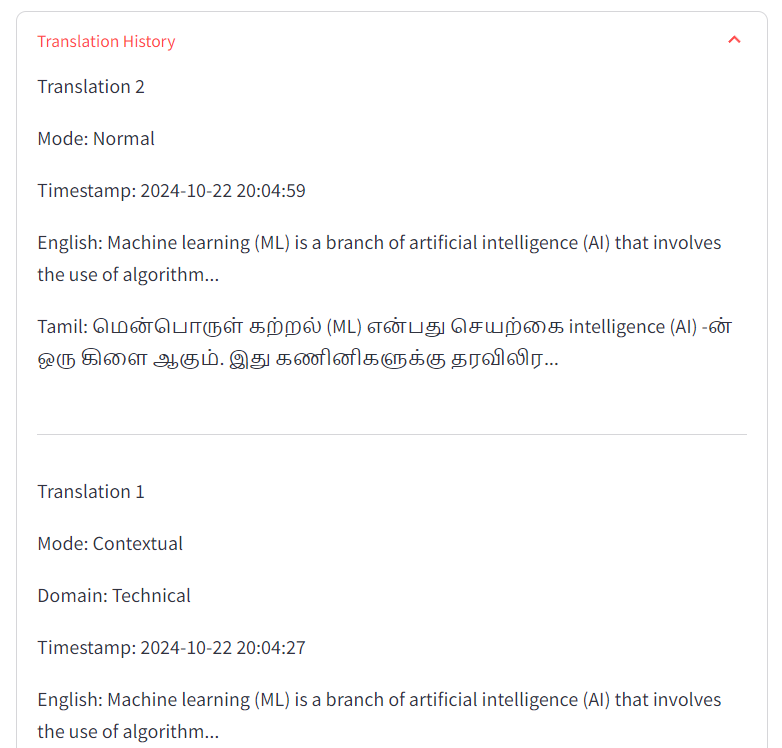 Translation History
Translation 2
Mode: Normal
Timestamp: 2024-10-22 20:04:59
English: Machine learning (ML) is a branch of artificial intelligence (AI) that involves
the use of algorithm...
Tamil: மென்பொருள் கற்றல் (ML) என்பது செயற்கை intelligence (AI) -ன்
ஒரு கிளை ஆகும். இது கணினிகளுக்கு தரவிலிர...
Translation 1
Mode: Contextual
Domain: Technical
Timestamp: 2024-10-22 20:04:27
English: Machine learning (ML) is a branch of artificial intelligence (AI) that involves
the use of algorithm...